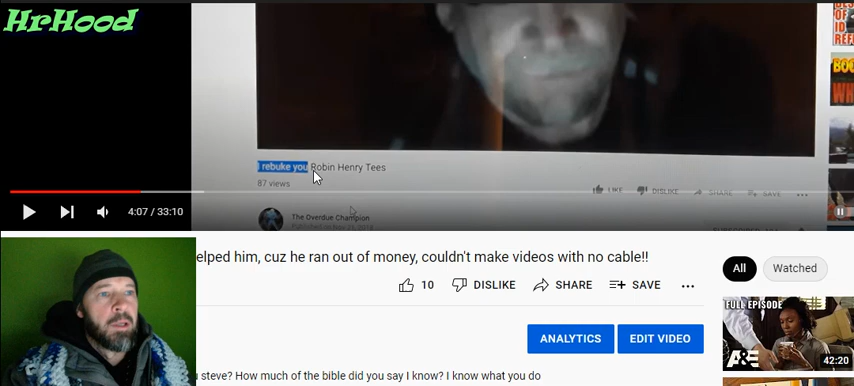 HrHood
I rebuke you Robin Henry Tees
87 views
LIKE DISLIKE SHARE SAVE
4:07 / 33:10
The Overdue Champion
elped him, cuz he ran out of money, couldn't make videos with no cable!!
10 DISLIKE SHARE SAVE ...
All Watched
FULL EPISODE
A&E
42:20
ANALYTICS EDIT VIDEO
steve? How much of the bible did you say I know? I know what you do